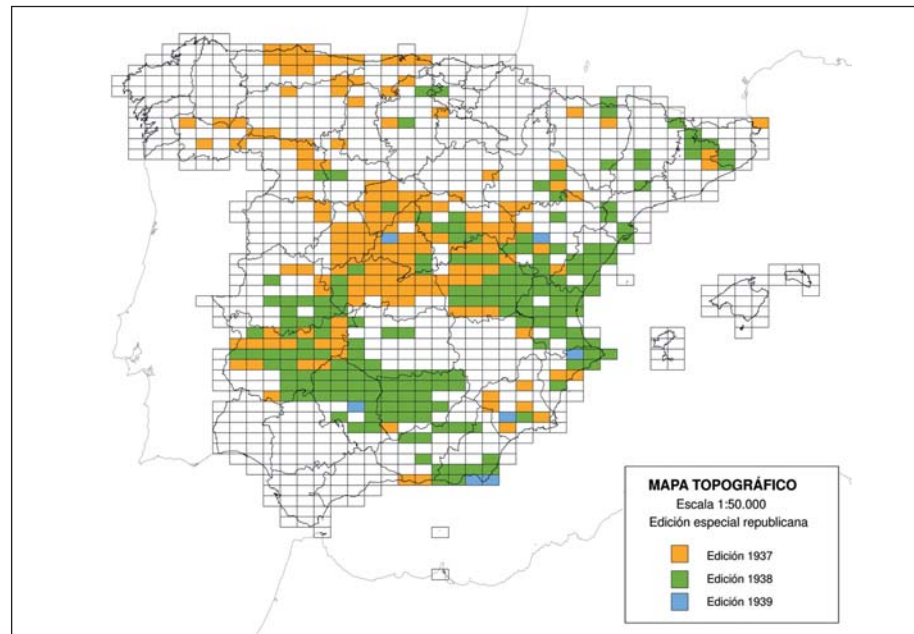 MAPA TOPOGRÁFICO
Escala 1:50.000
Edición especial republicana
Edición 1937
Edición 1938
Edición 1939